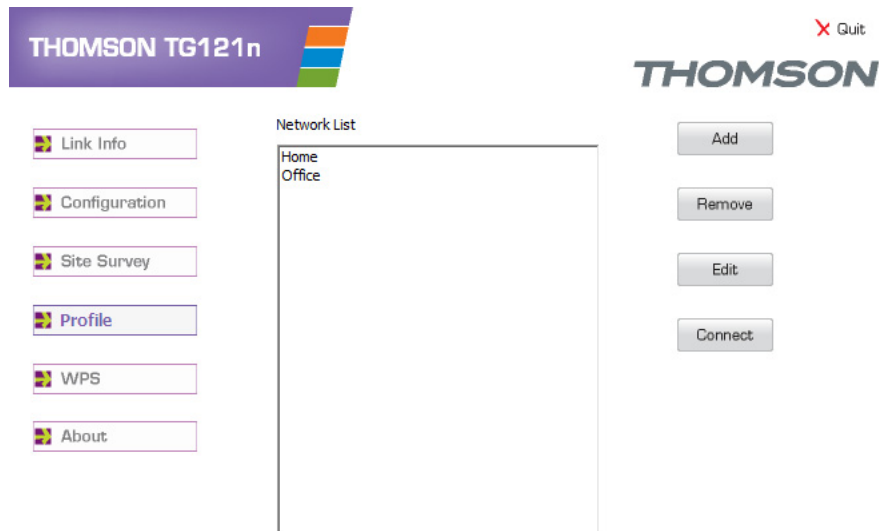 THOMSON TG121n
Quit
THOMSON
Link Info
Configuration
Site Survey
Profile
WPS
About
Network List
Home
Office
Add
Remove
Edit
Connect